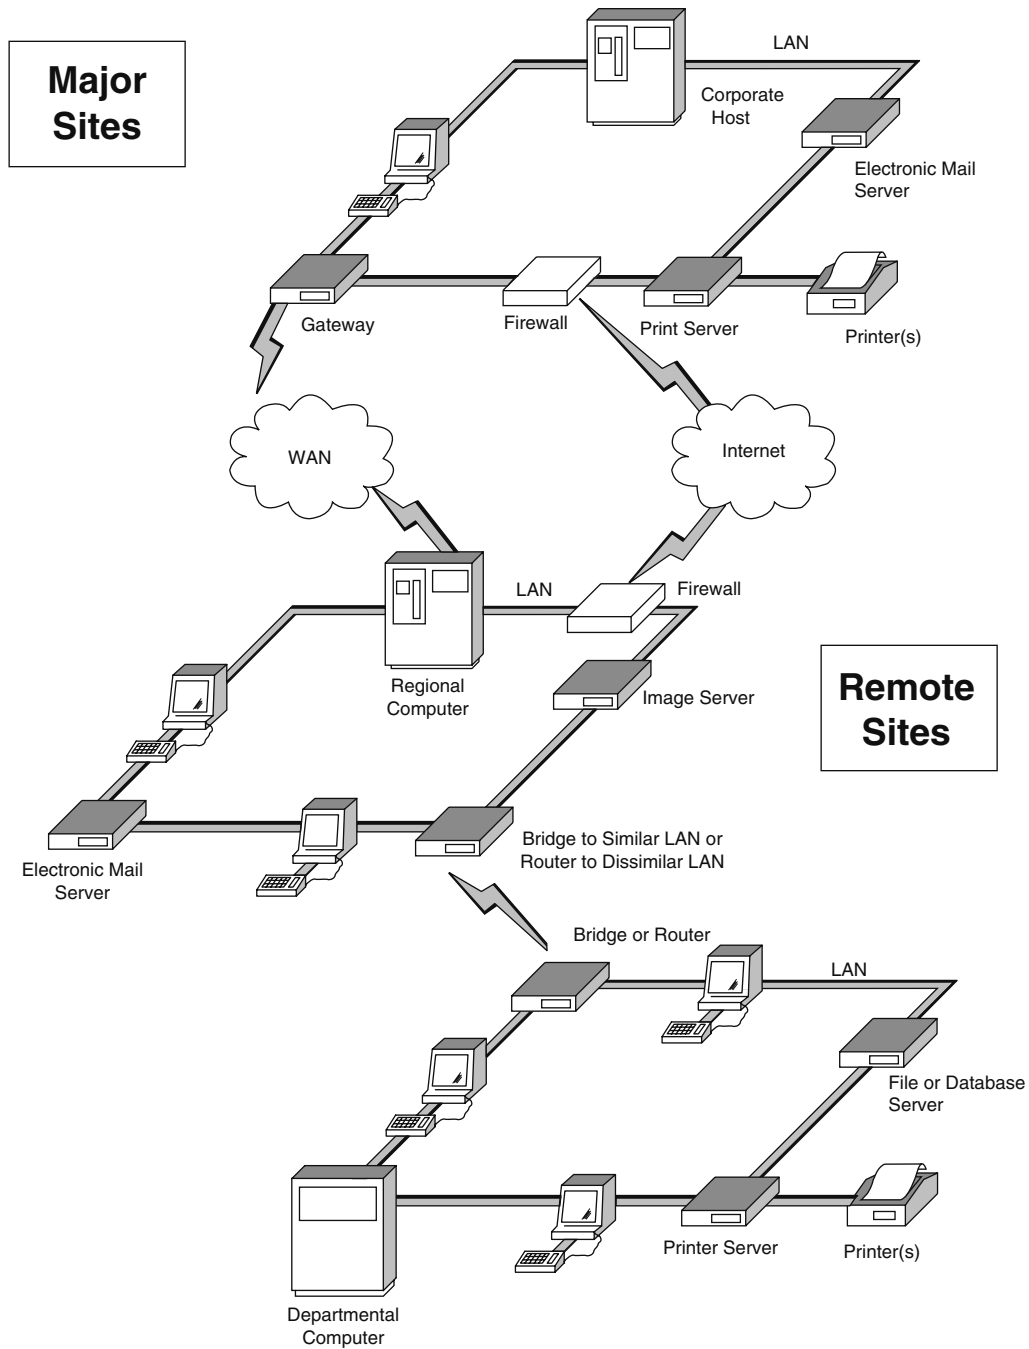 Major
Sites
LAN
Corporate
Host
Electronic Mail
Server
Gateway
Firewall
Print Server
Printer(s)
WAN
Internet
LAN
Firewall
Regional
Computer
Image Server
Remote
Sites
Electronic Mail
Server
Bridge to Similar LAN or
Router to Dissimilar LAN
Bridge or Router
LAN
File or Database
Server
Printer Server
Printer(s)
Departmental
Computer